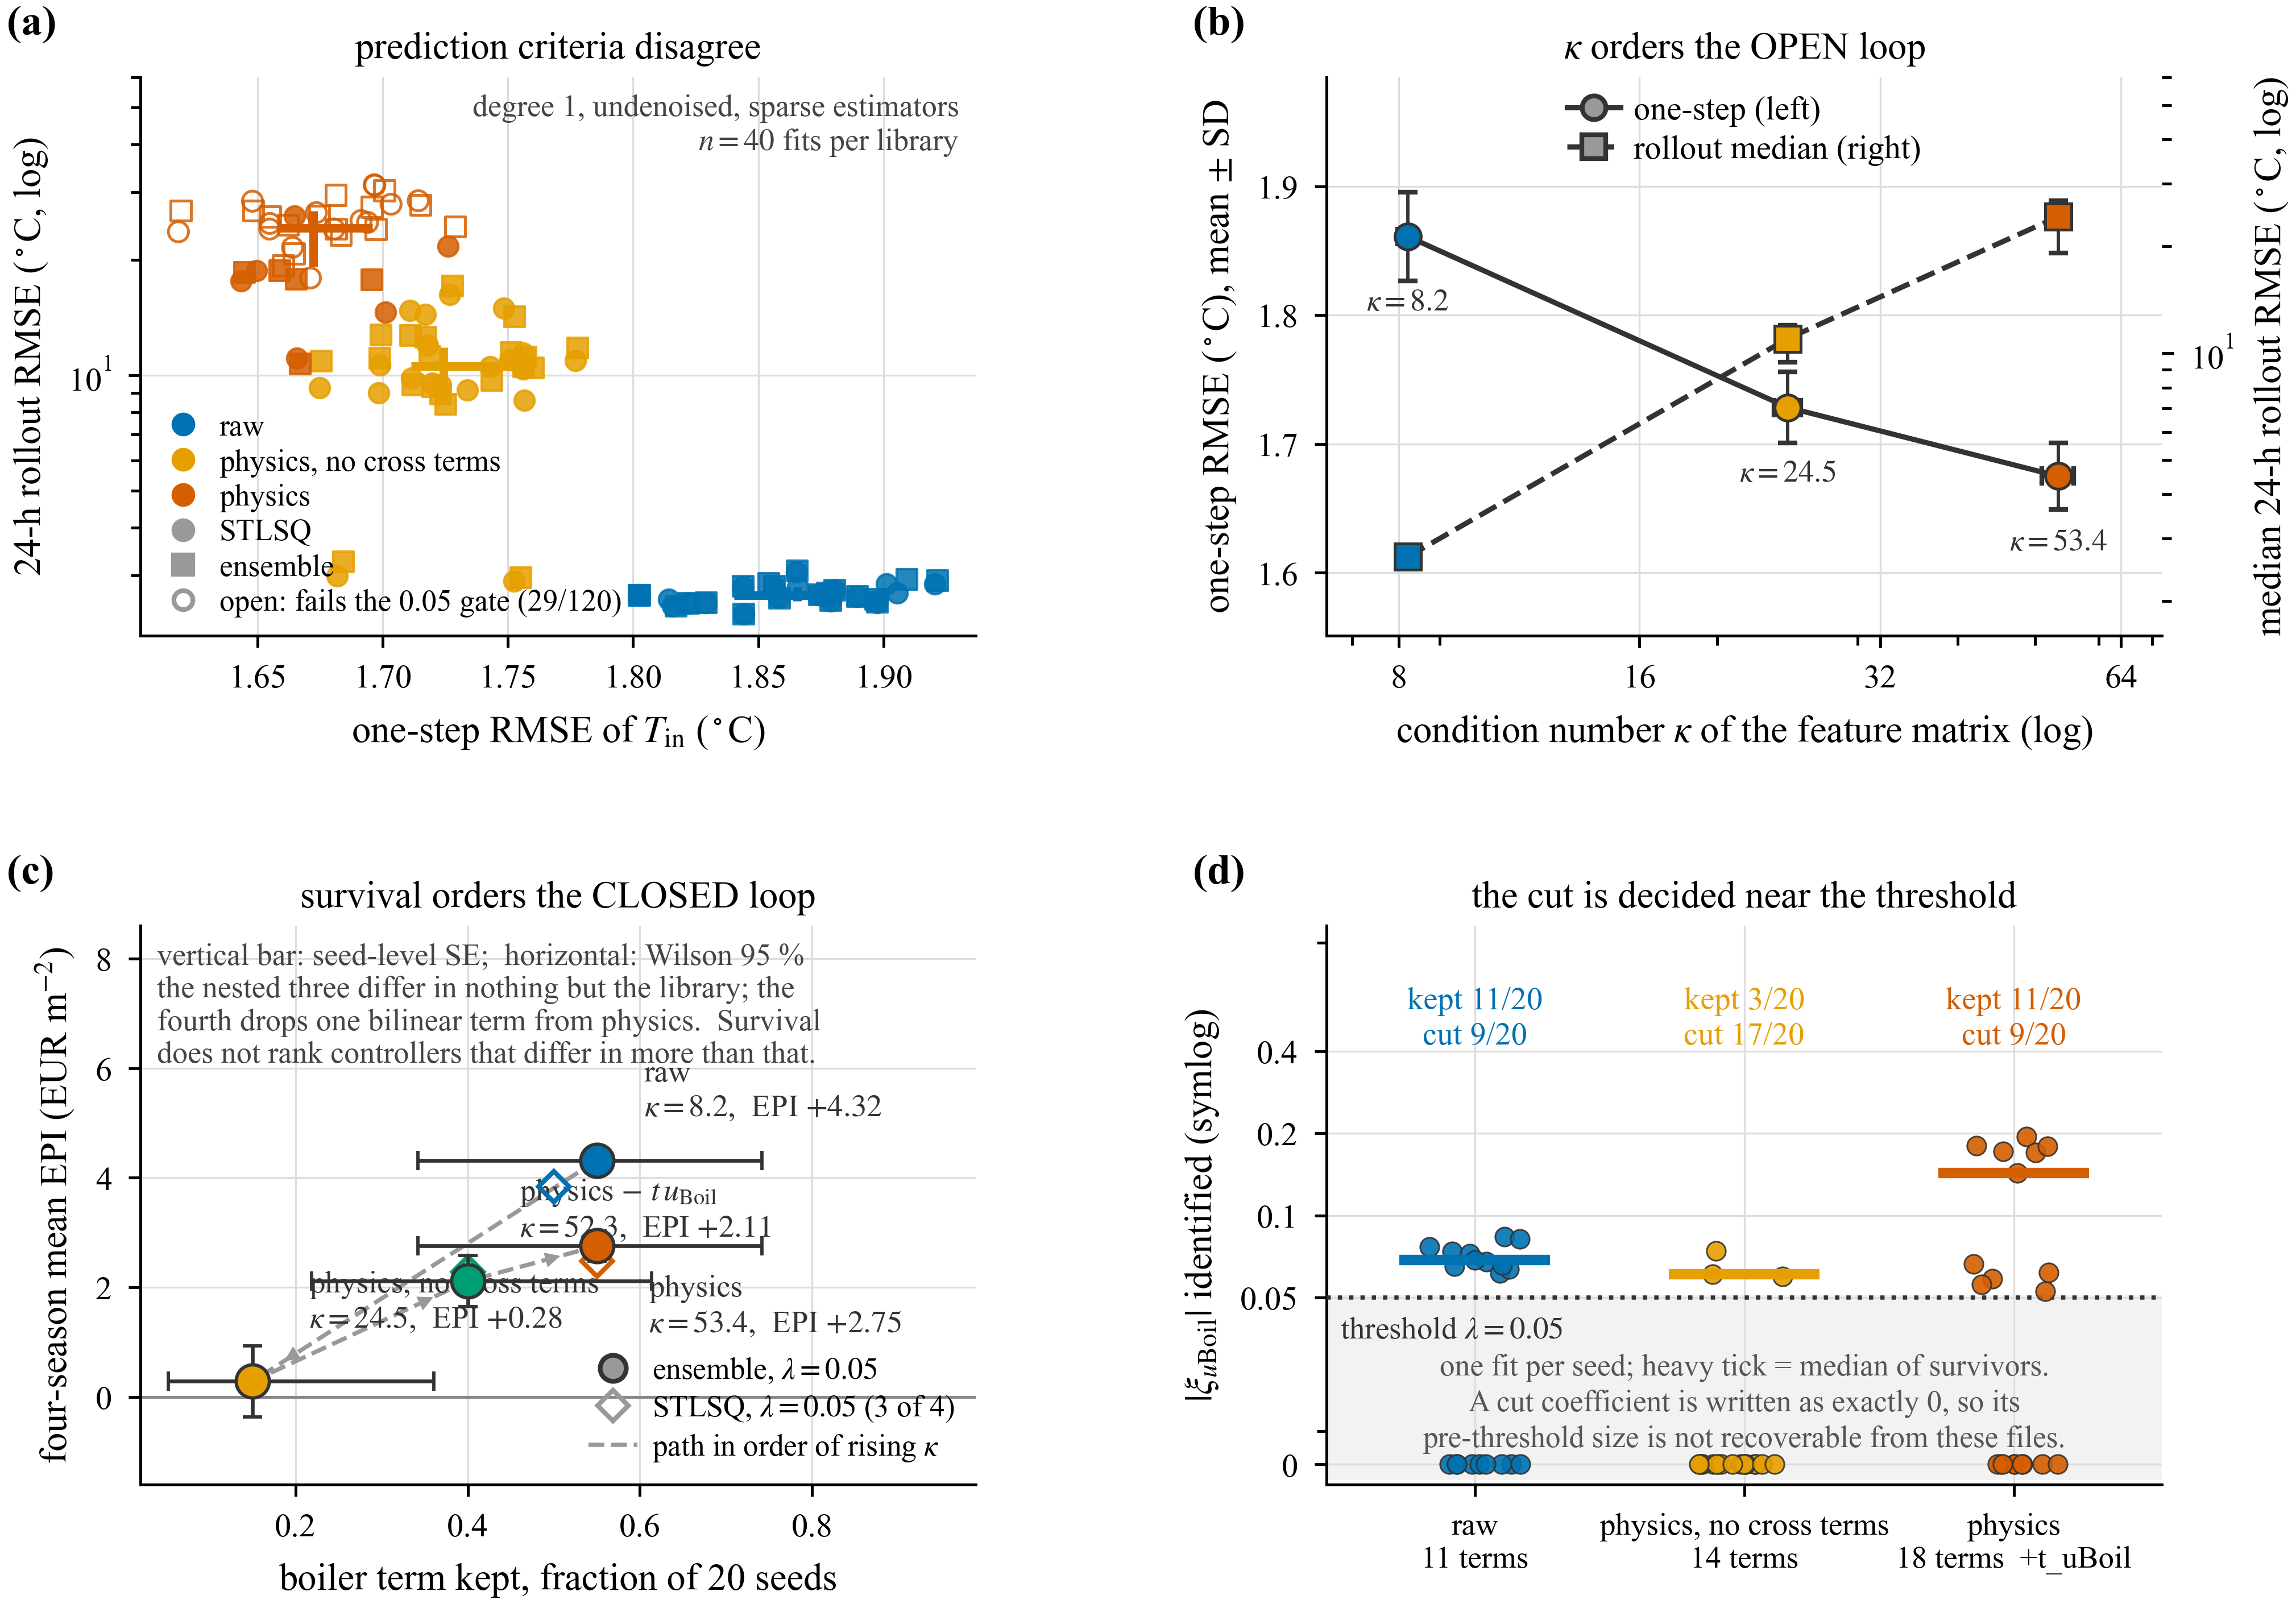 (a)
prediction criteria disagree
degree 1, undenoised, sparse estimators
n = 40 fits per library
24-h rollout RMSE (°C, log)
10^1
raw
physics, no cross terms
physics
STLSQ
ensemble
open: fails the 0.05 gate (29/120)
1.65 1.70 1.75 1.80 1.85 1.90
one-step RMSE of T_in (°C)
(b)
κ orders the OPEN loop
one-step (left)
rollout median (right)
one-step RMSE (°C), mean ± SD
1.9
1.8
1.7
1.6
κ = 8.2
κ = 24.5
κ = 53.4
10^1
median 24-h rollout RMSE (°C, log)
8 16 32 64
condition number κ of the feature matrix (log)
(c)
survival orders the CLOSED loop
vertical bar: seed-level SE; horizontal: Wilson 95 %
the nested three differ in nothing but the library; the
fourth drops one bilinear term from physics. Survival
does not rank controllers that differ in more than that.
four-season mean EPI (EUR m^−2)
8
6
4
2
0
raw
κ = 8.2, EPI +4.32
physics − t u_Boil
κ = 52.3, EPI +2.11
physics, no cross terms
κ = 24.5, EPI +0.28
physics
κ = 53.4, EPI +2.75
ensemble, λ = 0.05
STLSQ, λ = 0.05 (3 of 4)
path in order of rising κ
0.2 0.4 0.6 0.8
boiler term kept, fraction of 20 seeds
(d)
the cut is decided near the threshold
|ξ_uBoil| identified (symlog)
kept 11/20
cut 9/20
kept 3/20
cut 17/20
kept 11/20
cut 9/20
0.4
0.2
0.1
0.05
0
threshold λ = 0.05
one fit per seed; heavy tick = median of survivors.
A cut coefficient is written as exactly 0, so its
pre-threshold size is not recoverable from these files.
raw
11 terms
physics, no cross terms
14 terms
physics
18 terms +t_uBoil